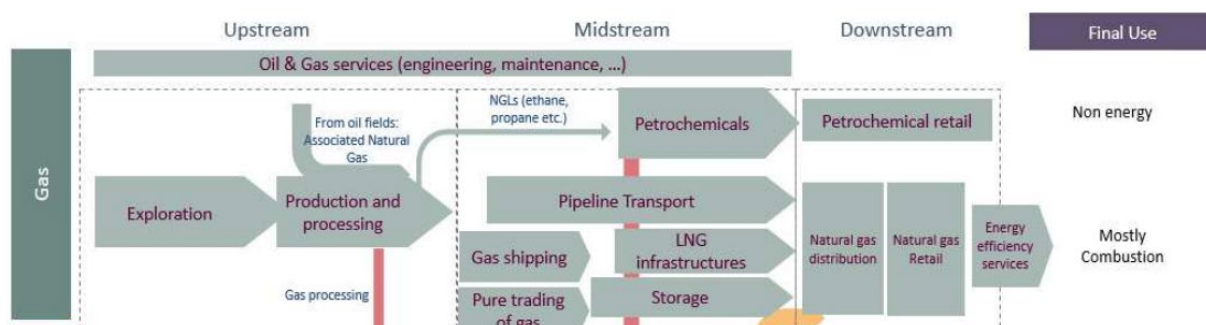 Upstream
Midstream
Downstream
Final Use
Gas
Oil & Gas services (engineering, maintenance, ...)
From oil fields:
Associated Natural
Gas
NGLs (ethane,
propane etc.)
Petrochemicals
Petrochemical retail
Non energy
Exploration
Production and
processing
Pipeline Transport
Gas shipping
LNG
infrastructures
Natural gas
distribution
Natural gas
Retail
Energy
efficiency
services
Mostly
Combustion
Gas processing
Pure trading
of gas
Storage